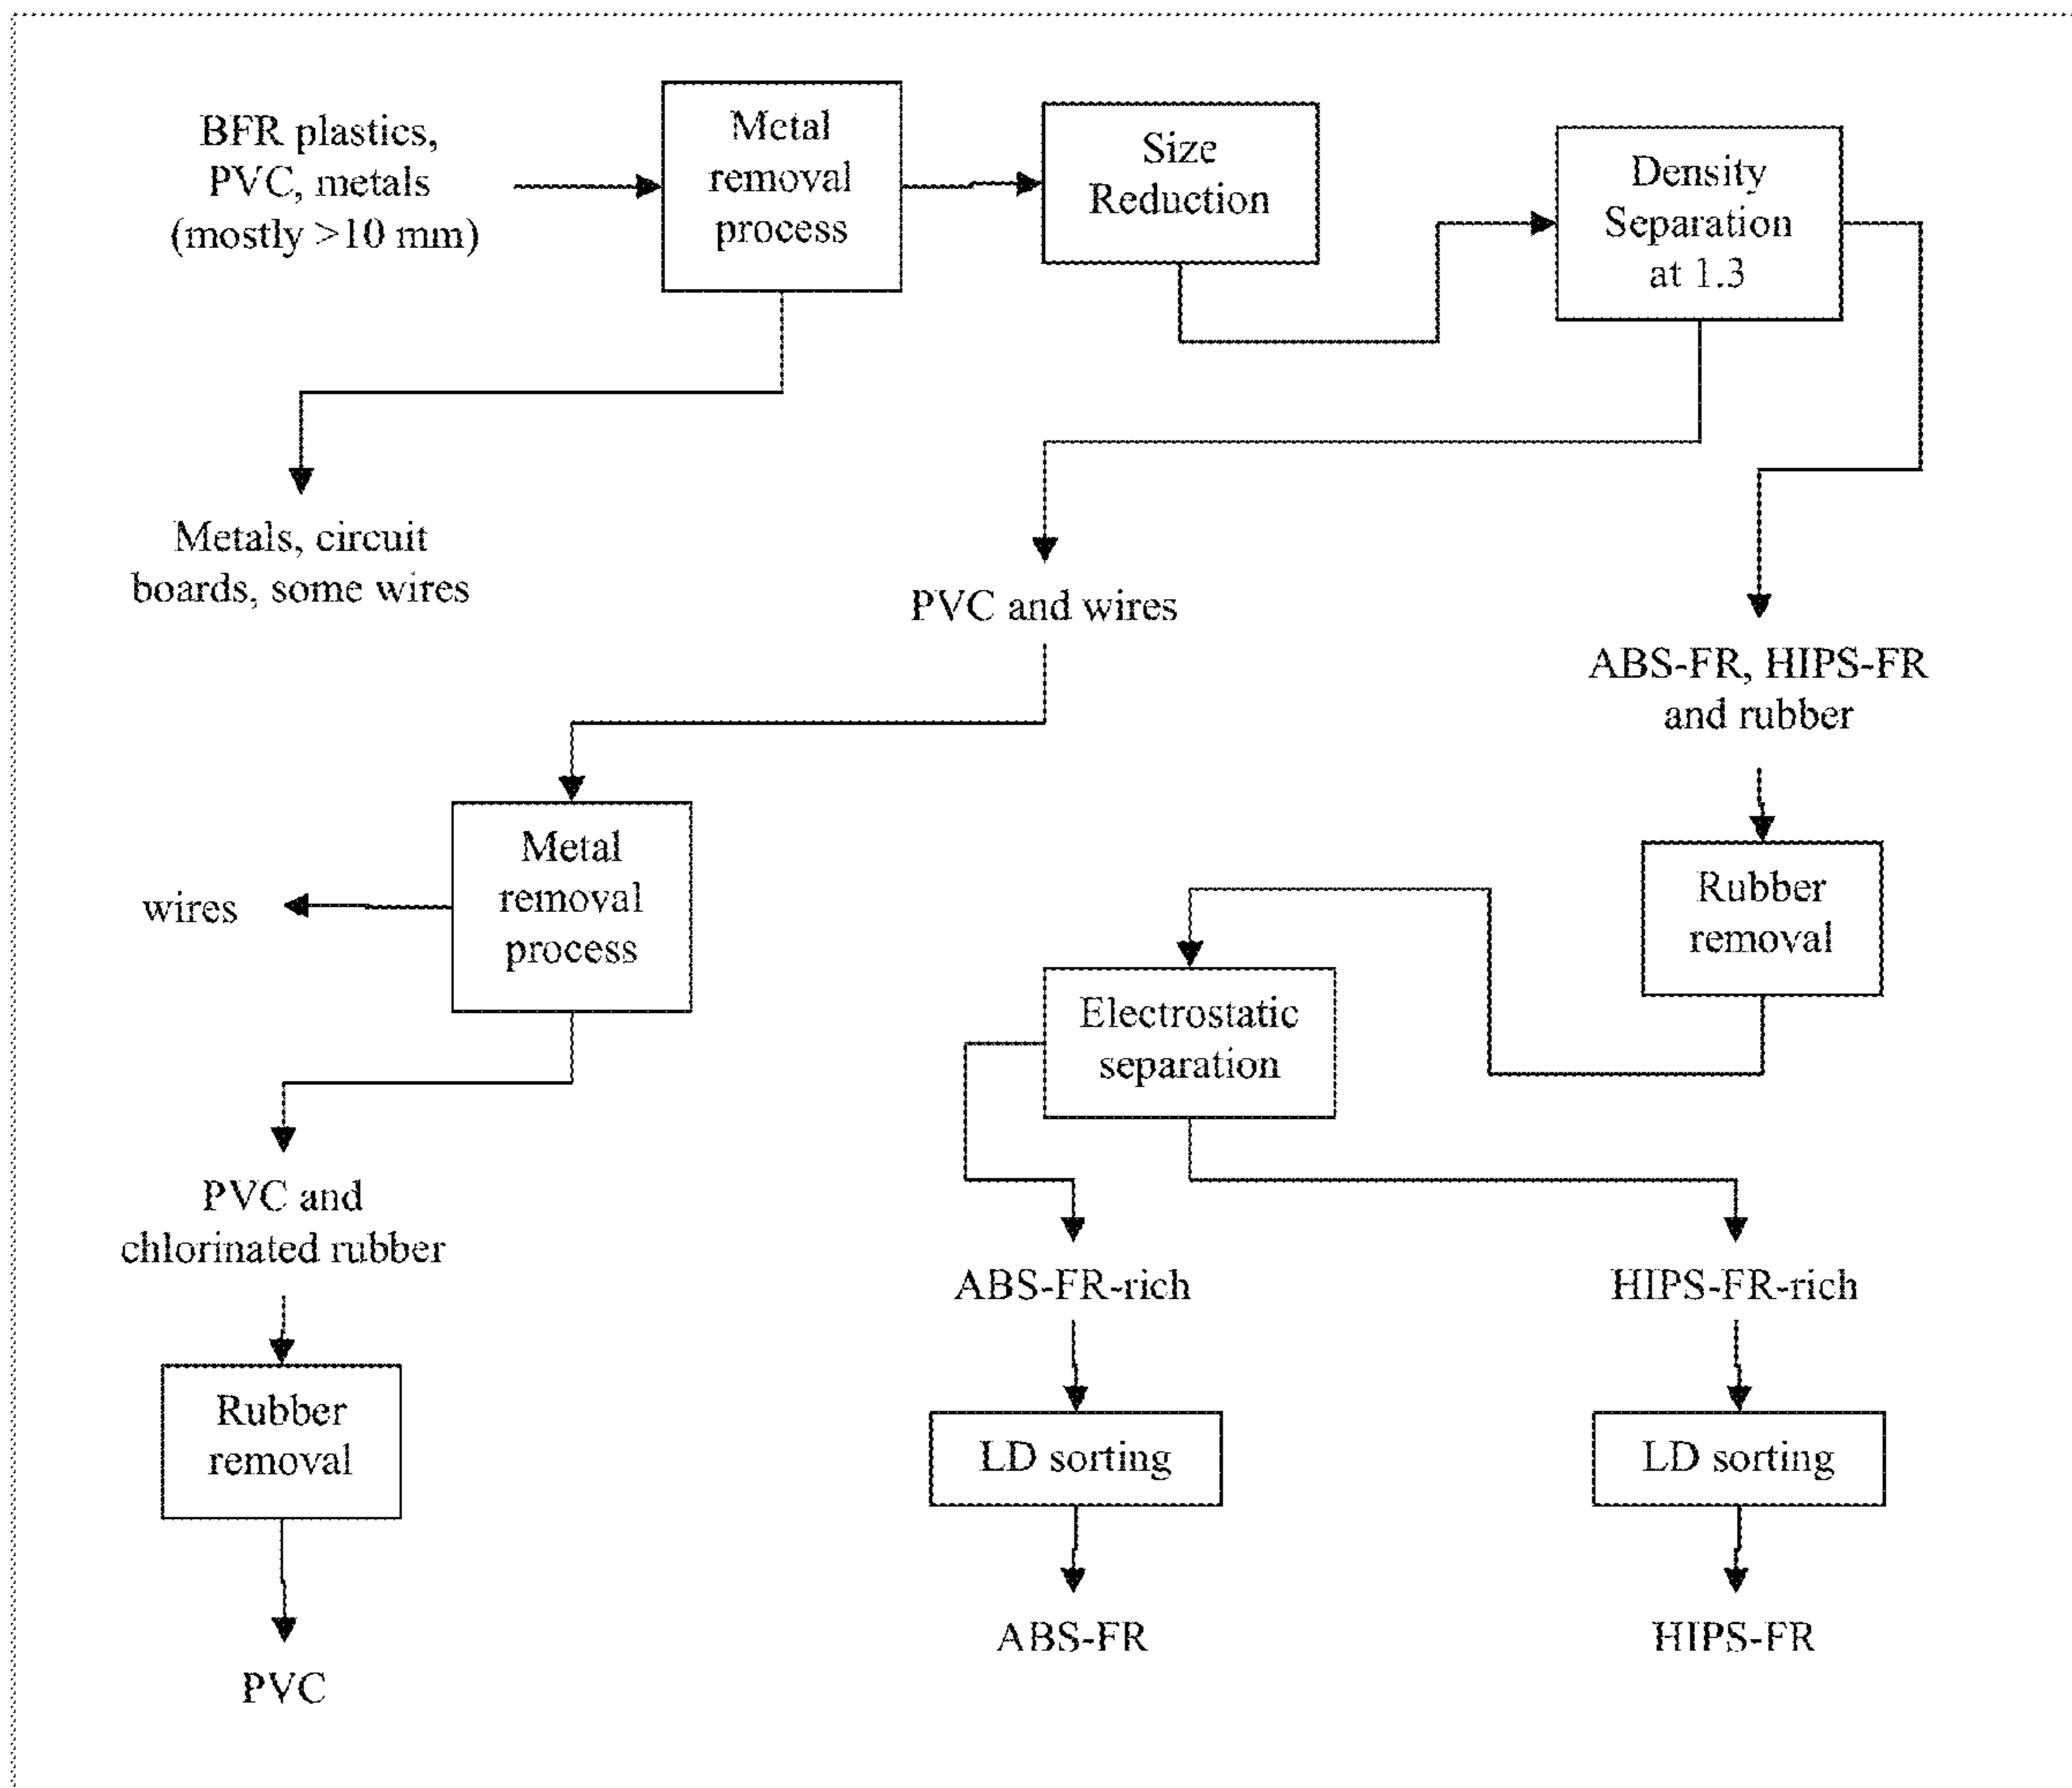 BFR plastics,
PVC, metals
(mostly >10 mm)
Metal
removal
process
Size
Reduction
Density
Separation
at 1.3
Metals, circuit
boards, some wires
PVC and wires
ABS-FR, HIPS-FR
and rubber
Metal
removal
process
wires
Rubber
removal
Electrostatic
separation
PVC and
chlorinated rubber
ABS-FR-rich
HIPS-FR-rich
Rubber
removal
LD sorting
LD sorting
ABS-FR
HIPS-FR
PVC